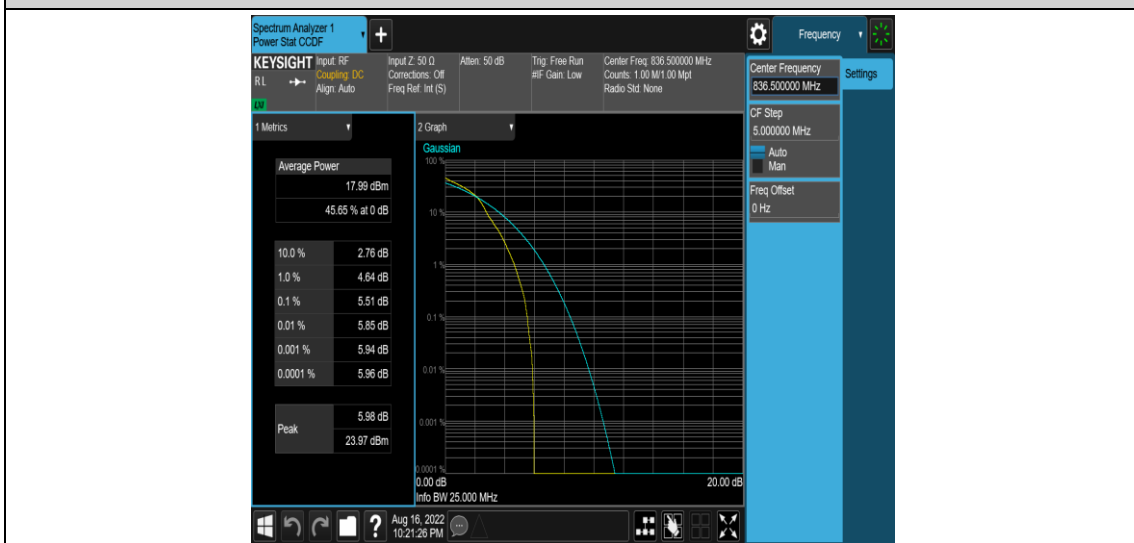 Spectrum Analyzer 1
Power Stat CCDF
+
Frequency
KEYSIGHT
RL
LXI
Input: RF
Coupling: DC
Align: Auto
Input Z: 50 Ω
Corrections: Off
Freq Ref: Int (S)
Atten: 50 dB
Trig: Free Run
#IF Gain: Low
Center Freq: 836.500000 MHz
Counts: 1.00 M/1.00 Mpt
Radio Std: None
Center Frequency
836.500000 MHz
Settings
CF Step
5.000000 MHz
Auto
Man
Freq Offset
0 Hz
1 Metrics
Average Power
17.99 dBm
45.65 % at 0 dB
10.0 % 2.76 dB
1.0 % 4.64 dB
0.1 % 5.51 dB
0.01 % 5.85 dB
0.001 % 5.94 dB
0.0001 % 5.96 dB
Peak
5.98 dB
23.97 dBm
2 Graph
Gaussian
100 %
10 %
1 %
0.1 %
0.01 %
0.001 %
0.0001 %
0.00 dB 20.00 dB
Info BW 25.000 MHz
?
Aug 16, 2022
10:21:26 PM